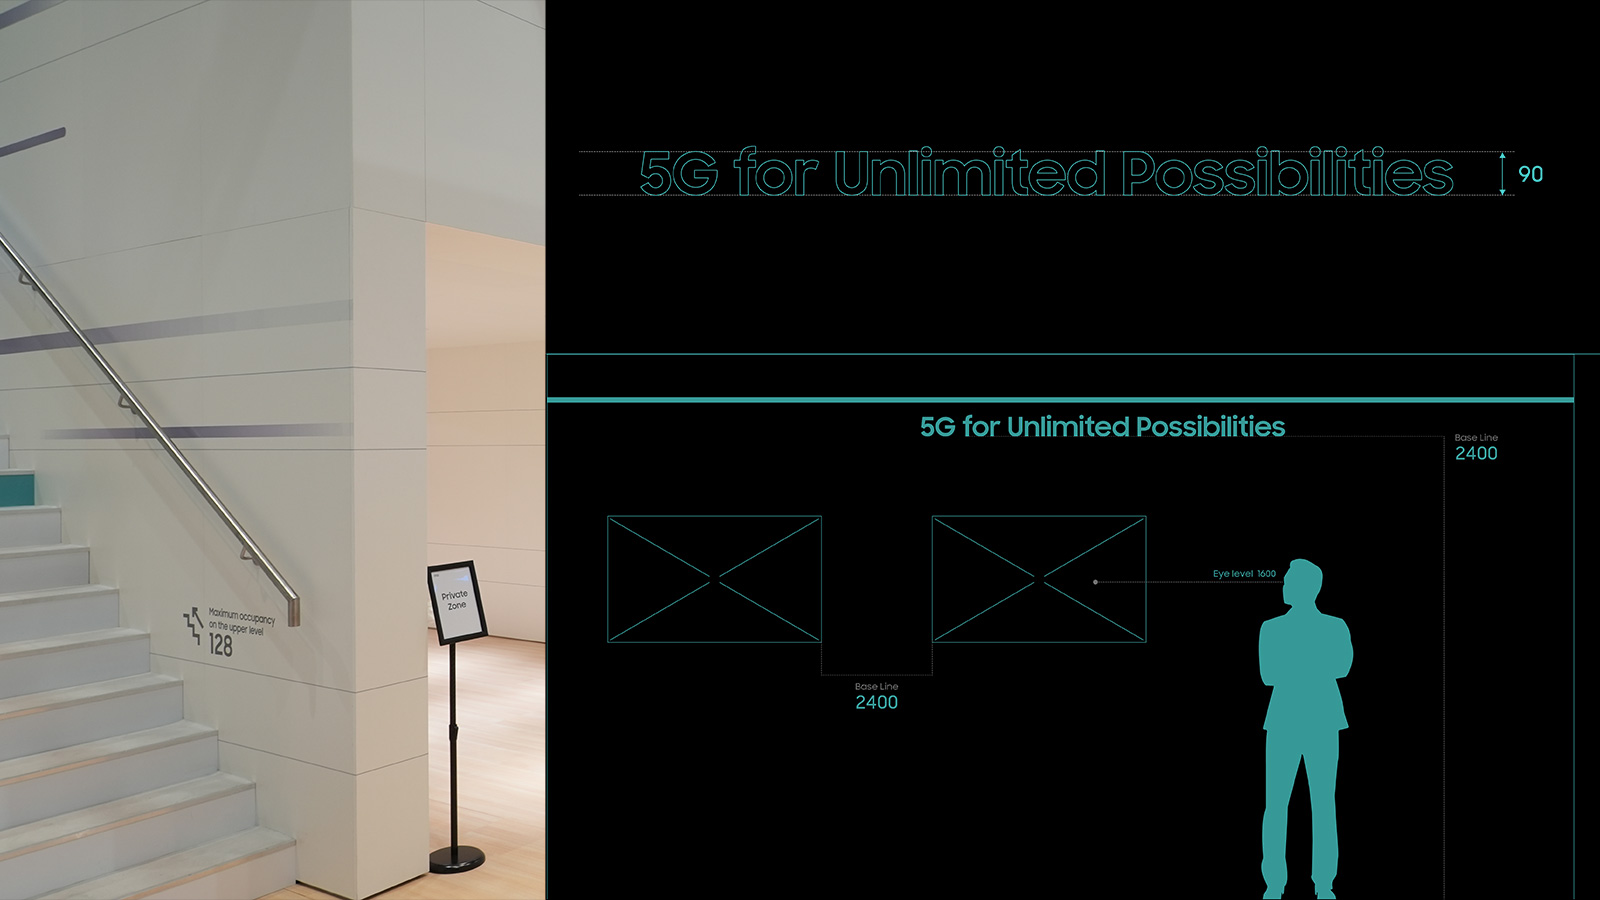 Maximum occupancy
on the upper level
128
Private
Zone
5G for Unlimited Possibilities
90
5G for Unlimited Possibilities
Base Line
2400
Eye level 1600
Base Line
2400